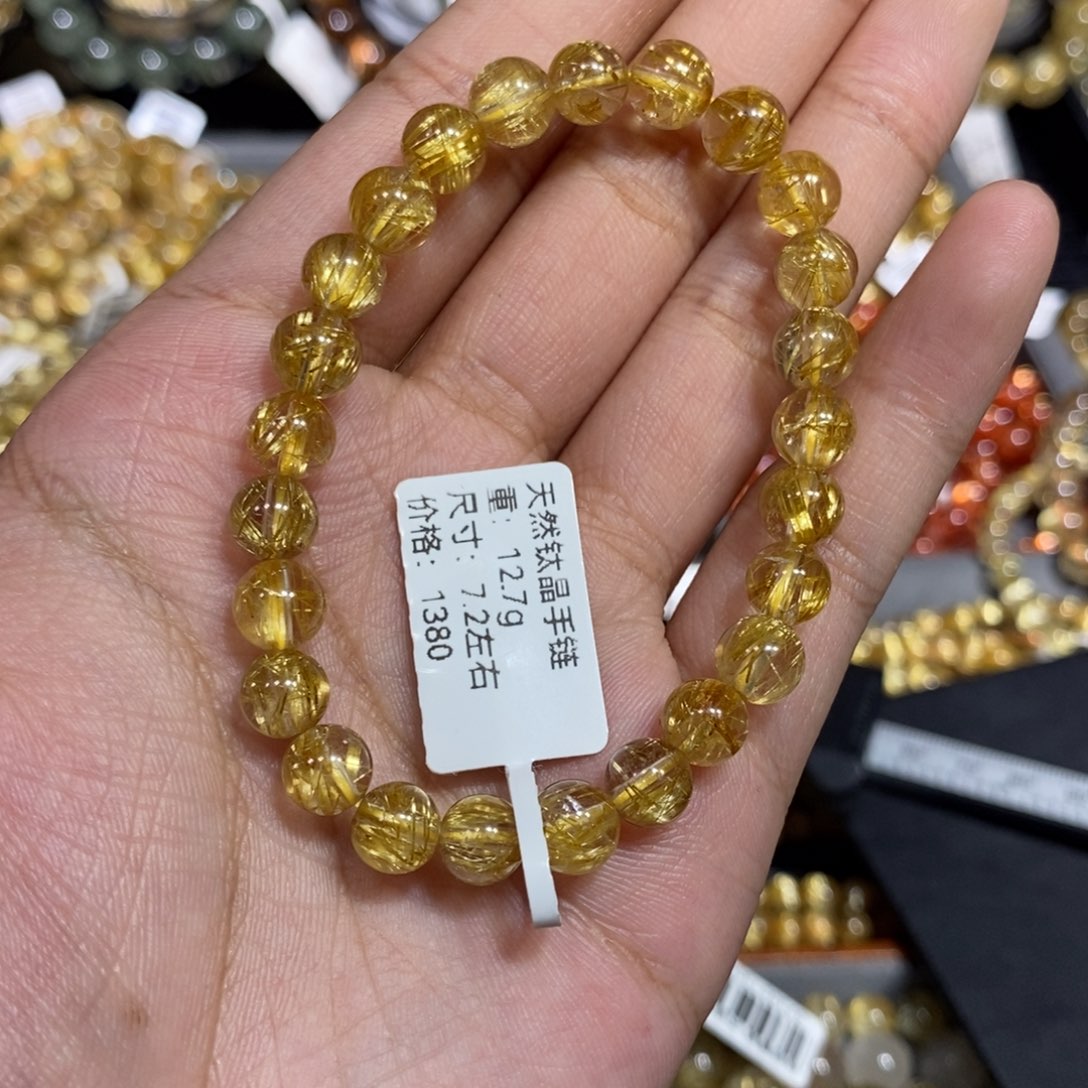 天然钛晶手链
重: 12.7g
尺寸: 7.2左右
价格: 1380